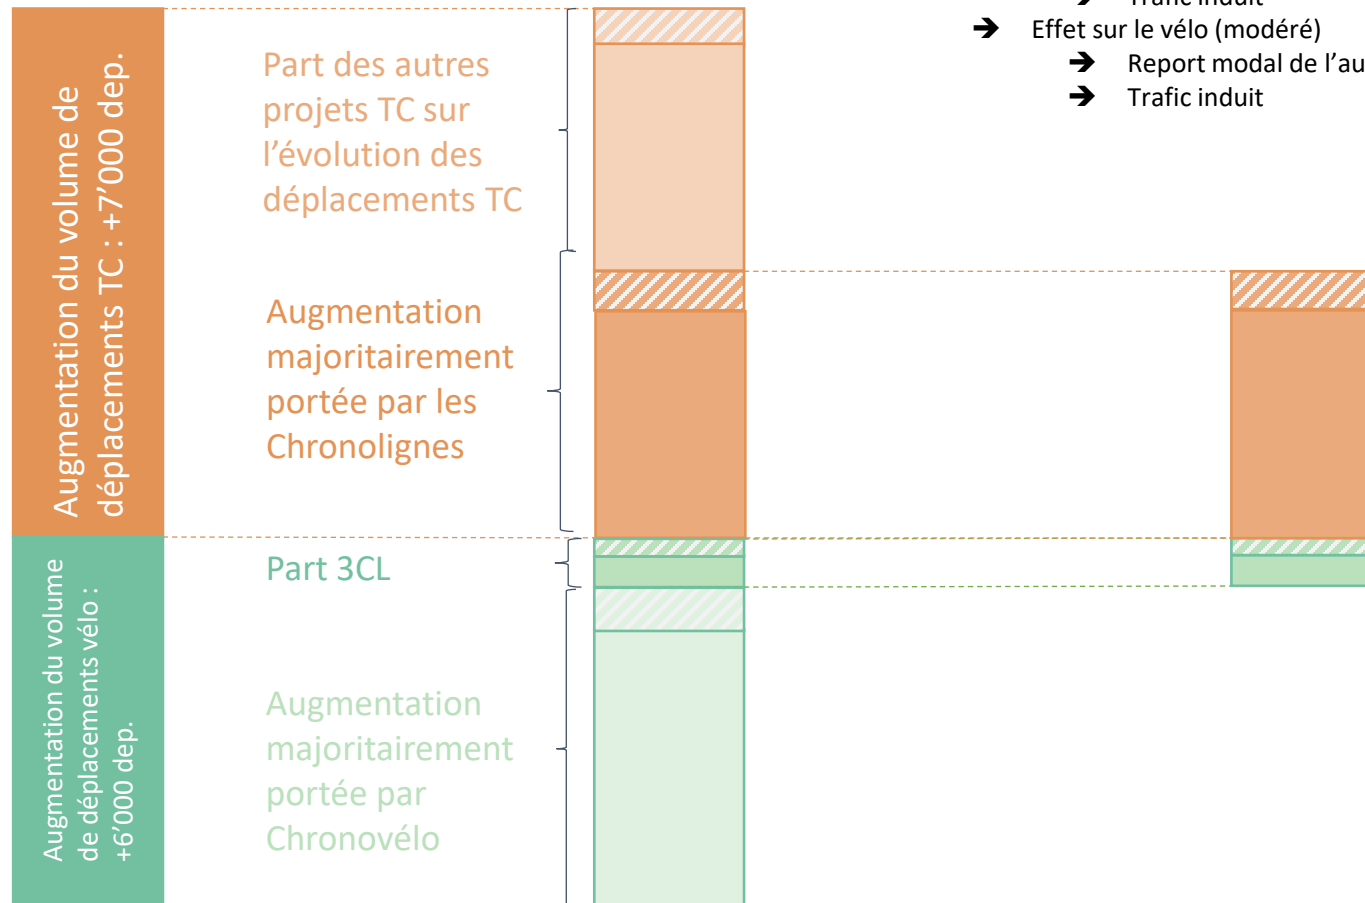 Augmentation du volume de
déplacements TC : +7’000 dep.
Part des autres
projets TC sur
l’évolution des
déplacements TC
Augmentation
majoritairement
portée par les
Chronolignes
Augmentation du volume
de déplacements vélo :
+6’000 dep.
Part 3CL
Augmentation
majoritairement
portée par
Chronovélo
➔ Trafic induit
➔ Effet sur le vélo (modéré)
➔ Report modal de l’au
➔ Trafic induit